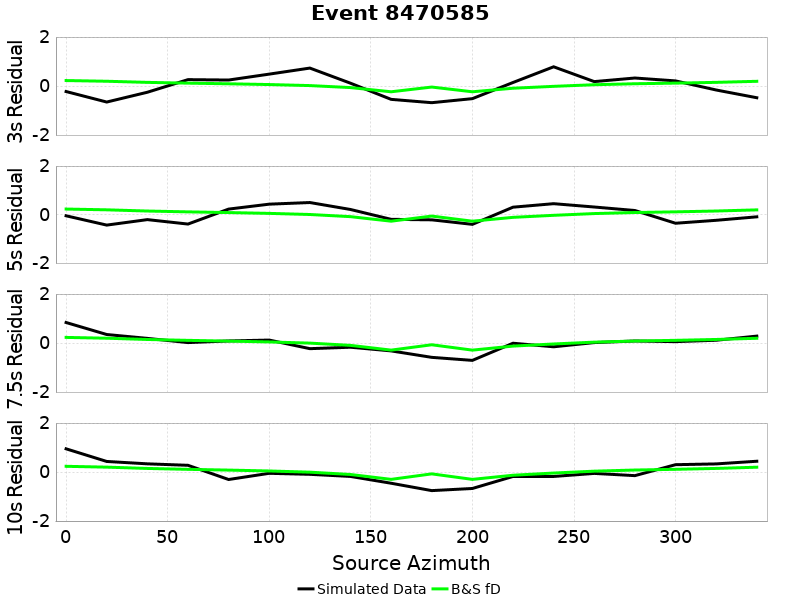 Event 8470585
3s Residual
2
0
-2
5s Residual
2
0
-2
7.5s Residual
2
0
-2
10s Residual
2
0
-2
0 50 100 150 200 250 300
Source Azimuth
Simulated Data B&S fD